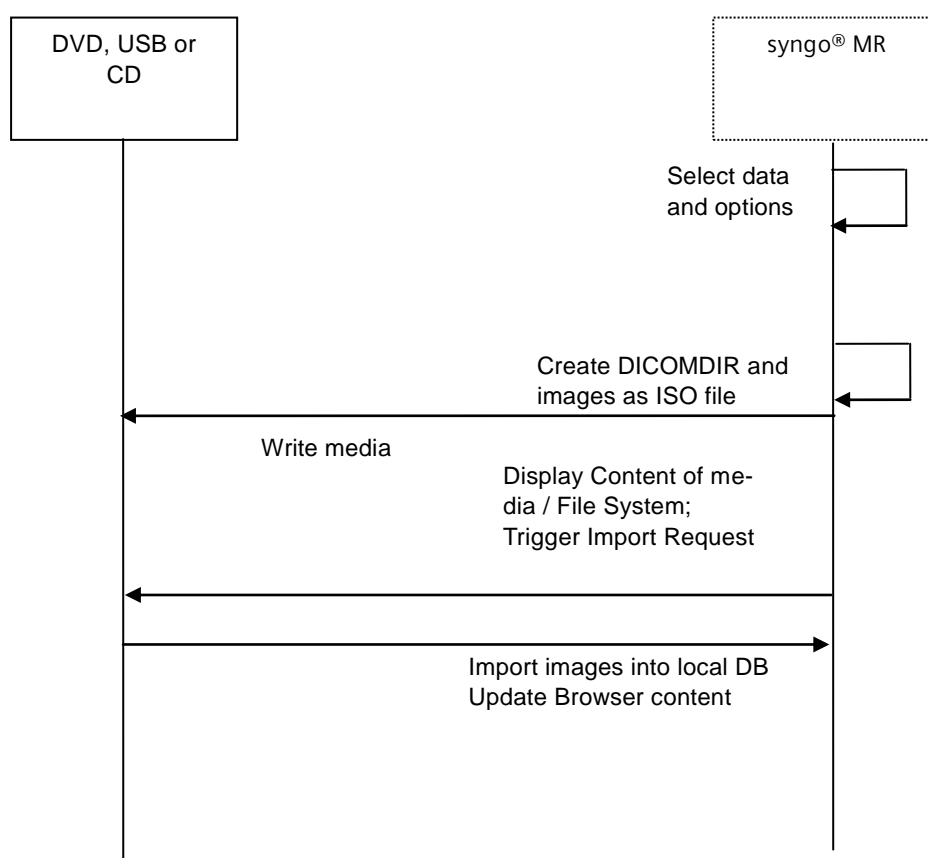 DVD, USB or
CD
syngo® MR
Select data
and options
Create DICOMDIR and
images as ISO file
Write media
Display Content of me-
dia / File System;
Trigger Import Request
Import images into local DB
Update Browser content